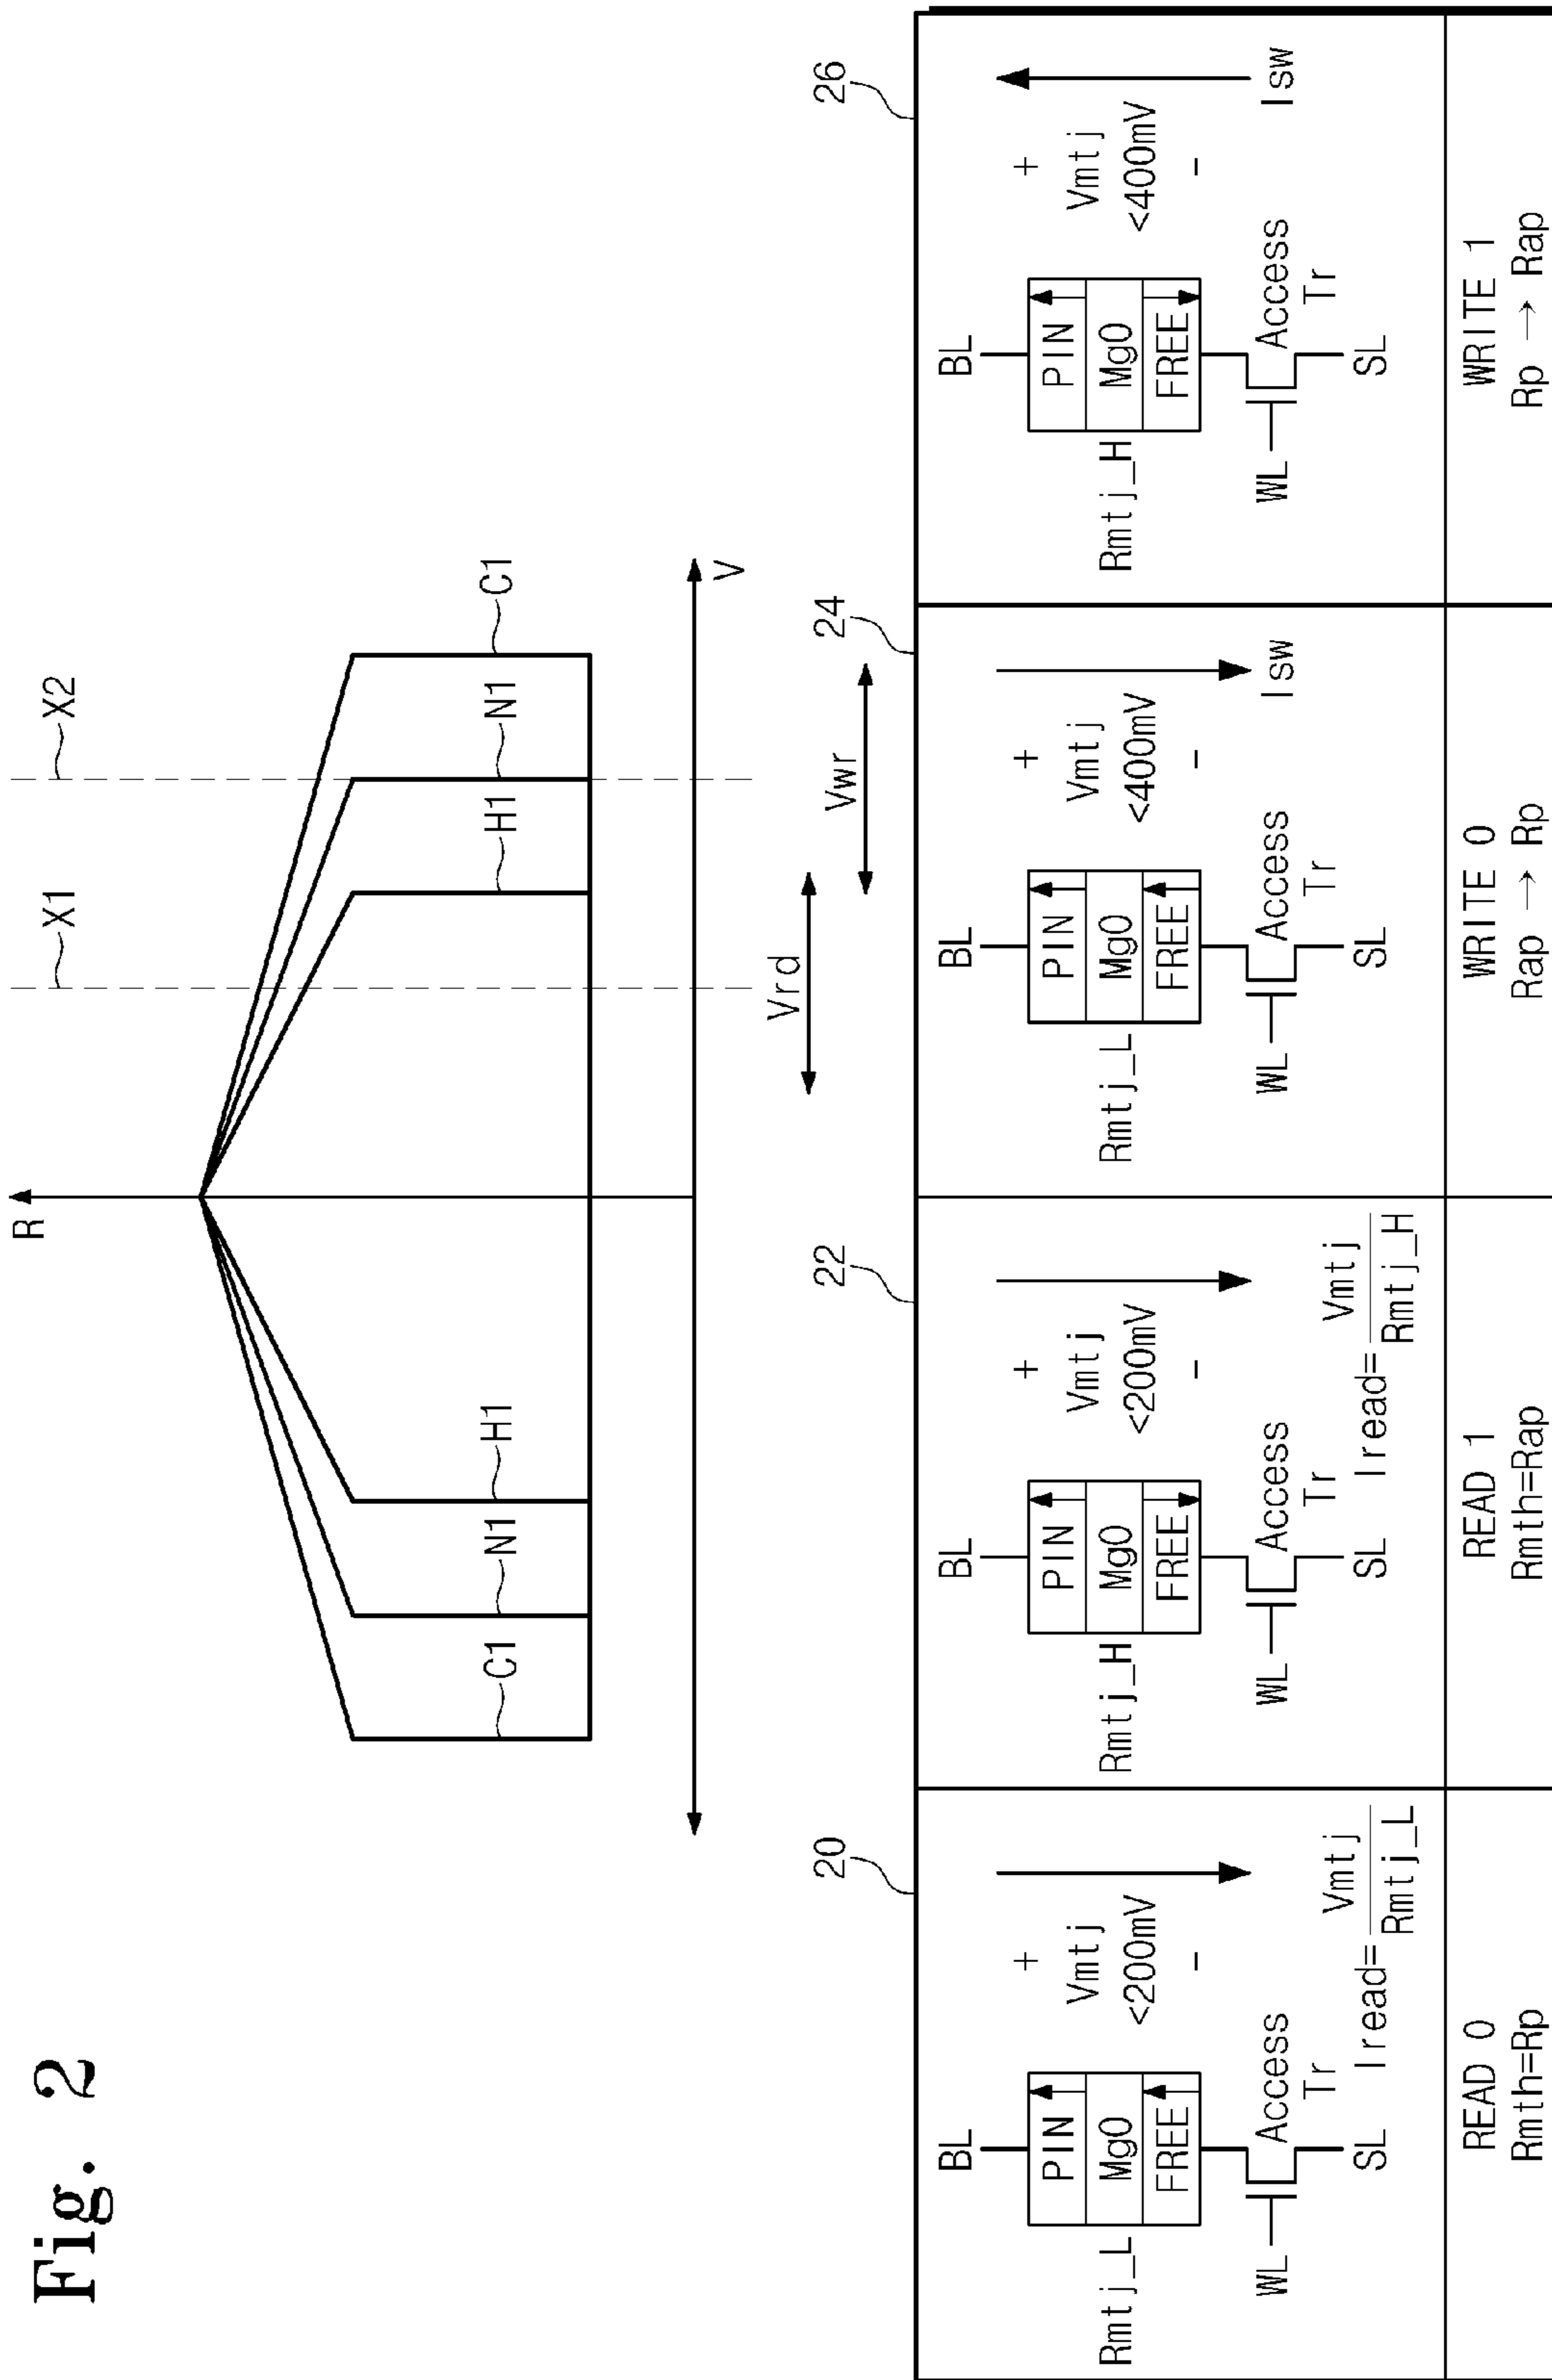 Fig. 2
R
X1
X2
C1
N1
H1
H1
N1
C1
V
Vrd
Vwr
20
BL
PIN
MgO
FREE
Rmtj_L
WL
Access
Tr
SL
+
Vmtj
<200mV
-
Iread=Vmtj/Rmtj_L
READ 0
Rmth=Rp
22
BL
PIN
MgO
FREE
Rmtj_H
WL
Access
Tr
SL
+
Vmtj
<200mV
-
Iread=Vmtj/Rmtj_H
READ 1
Rmth=Rap
24
BL
PIN
MgO
FREE
Rmtj_L
WL
Access
Tr
SL
+
Vmtj
<400mV
-
Isw
WRITE 0
Rap → Rp
26
BL
PIN
MgO
FREE
Rmtj_H
WL
Access
Tr
SL
+
Vmtj
<400mV
-
Isw
WRITE 1
Rp → Rap